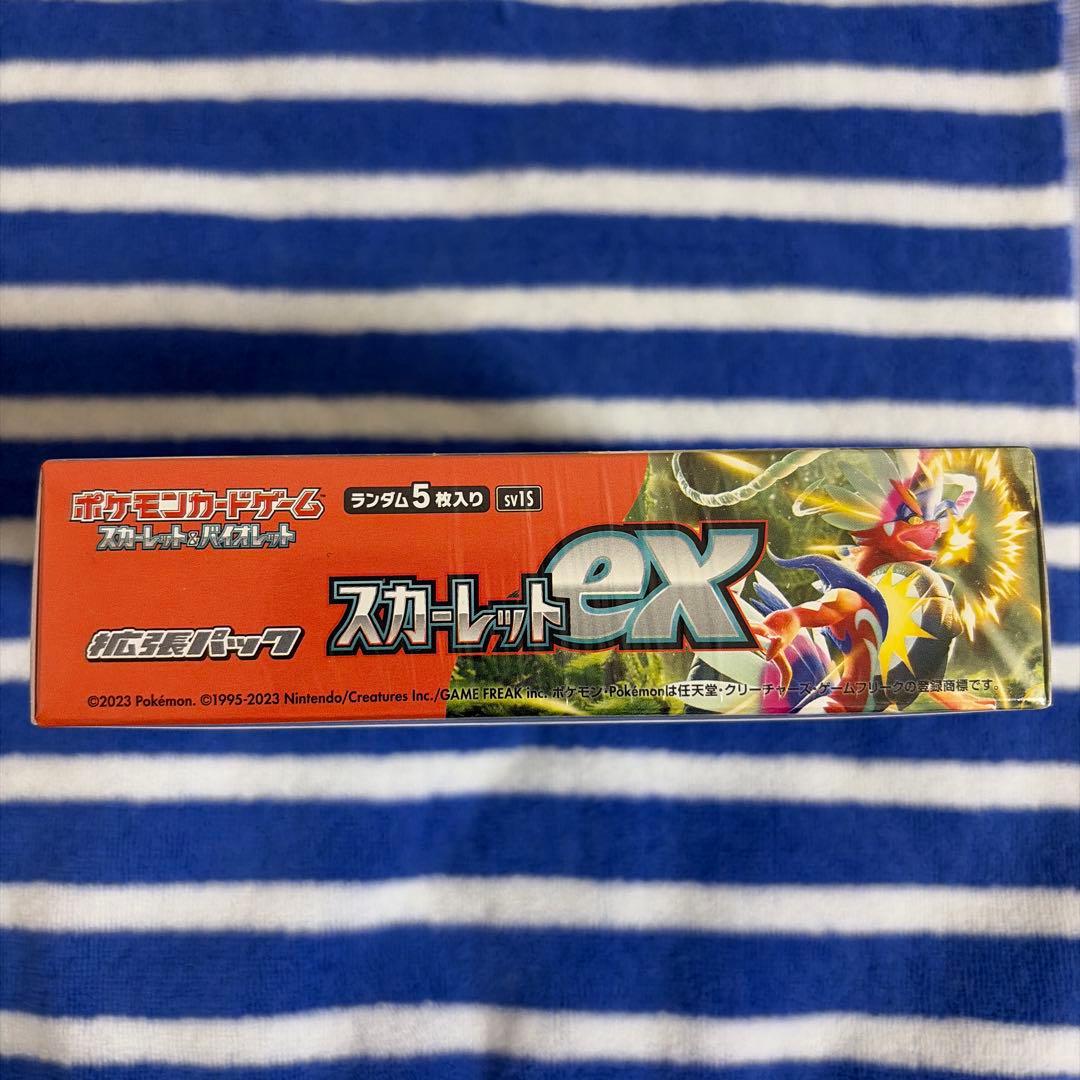 ポケモンカードゲーム™
スカーレット&バイオレット
ランダム5枚入り SV1S
スカーレットex
拡張パック
©2023 Pokémon. ©1995-2023 Nintendo/Creatures Inc./GAME FREAK inc. ポケモン・Pokémonは任天堂・クリーチャーズ・ゲームフリークの登録商標です。